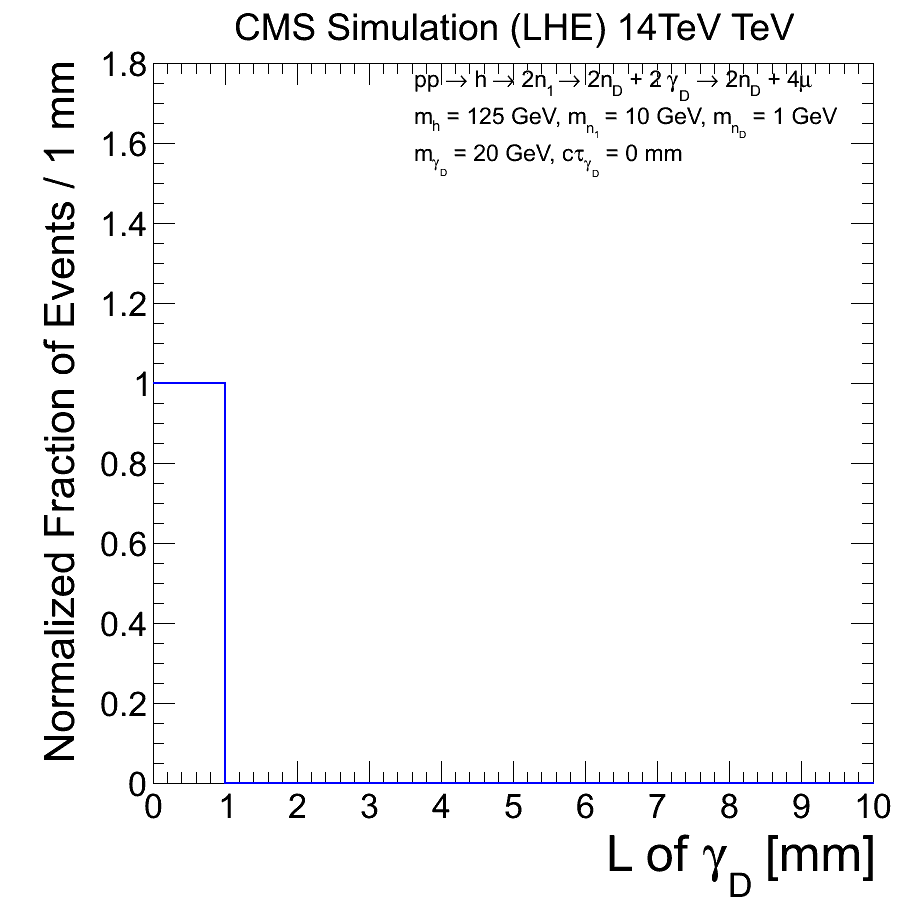 CMS Simulation (LHE) 14TeV TeV
pp → h → 2n₁ → 2n_D + 2 γ_D → 2n_D + 4μ
m_h = 125 GeV, m_n₁ = 10 GeV, m_n_D = 1 GeV
m_γ_D = 20 GeV, cτ_γ_D = 0 mm
Normalized Fraction of Events / 1 mm
1.8
1.6
1.4
1.2
1
0.8
0.6
0.4
0.2
0
0 1 2 3 4 5 6 7 8 9 10
L of γ_D [mm]